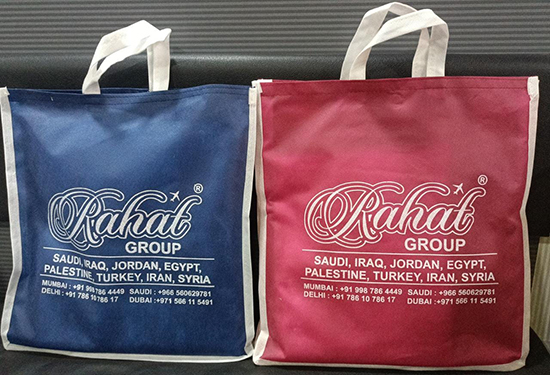 Rahat ®
GROUP
SAUDI, IRAQ, JORDAN, EGYPT,
PALESTINE, TURKEY, IRAN, SYRIA
MUMBAI : +91 998 786 4449 SAUDI : +966 560629781
DELHI : +91 786 10 786 17 DUBAI : +971 566 11 5491
Rahat ®
GROUP
SAUDI, IRAQ, JORDAN, EGYPT,
PALESTINE, TURKEY, IRAN, SYRIA
MUMBAI : +91 998 786 4449 SAUDI : +966 560629781
DELHI : +91 786 10 786 17 DUBAI : +971 566 11 5491